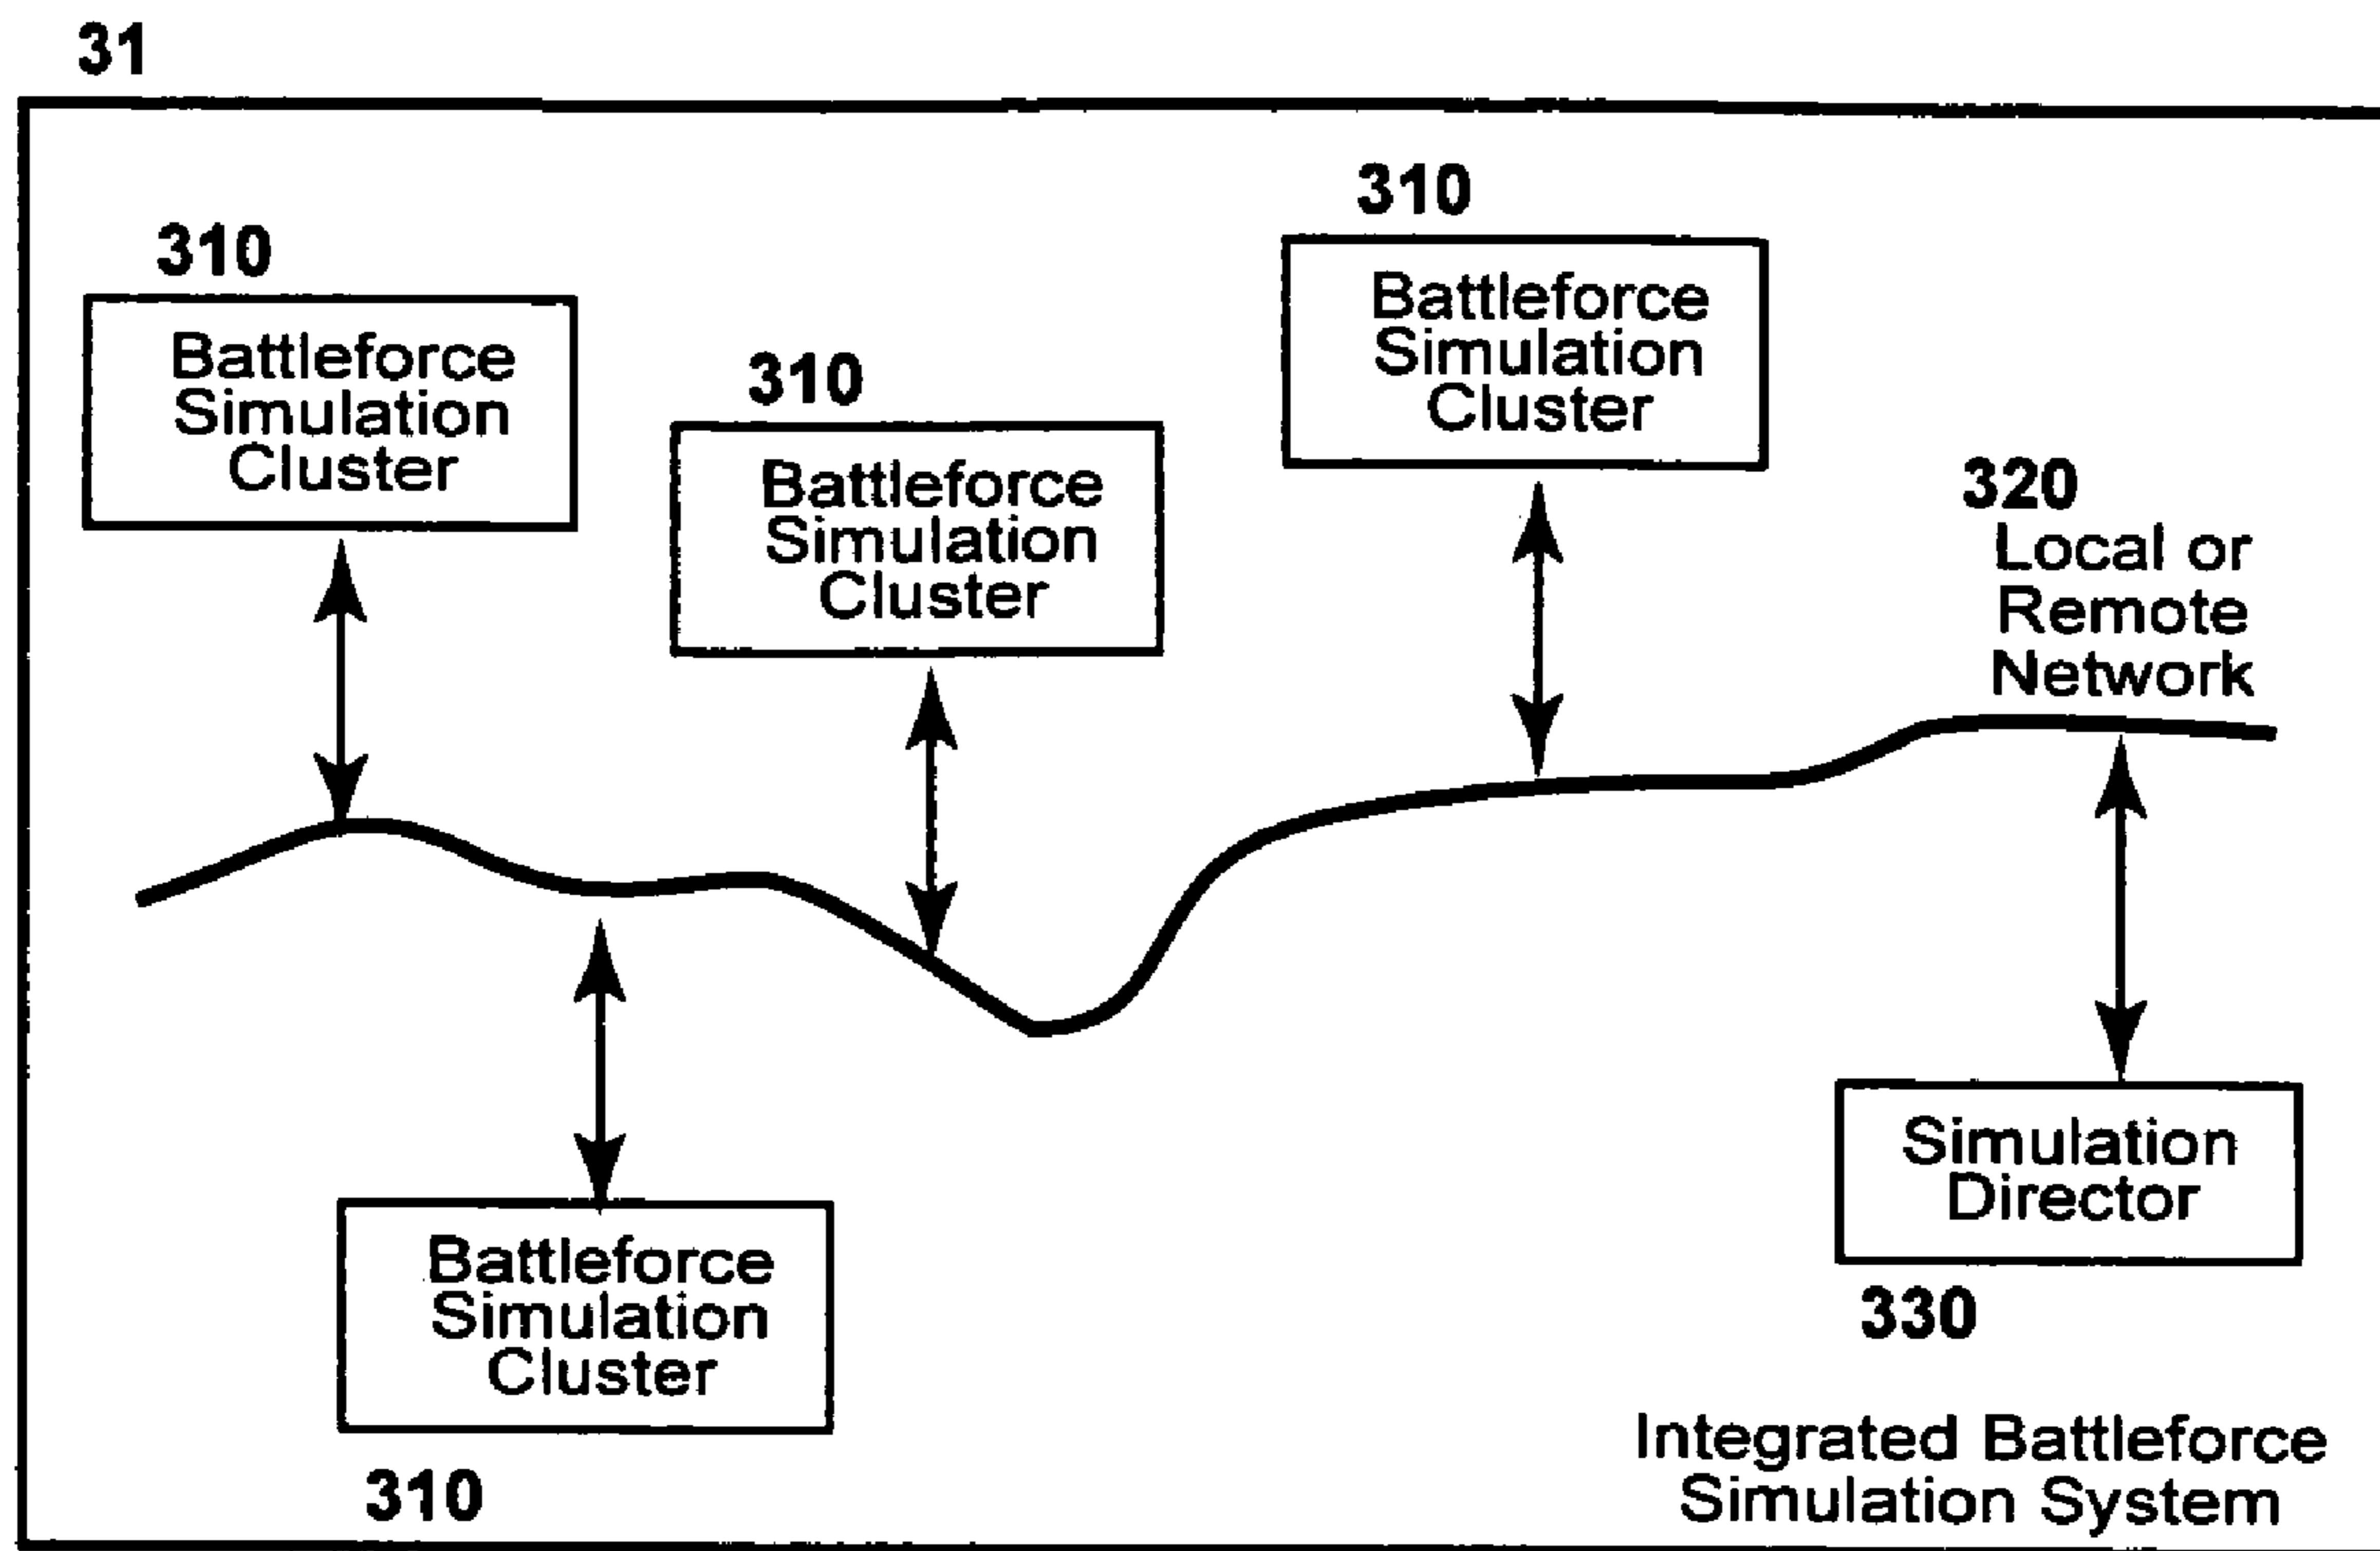 31
310
Battleforce
Simulation
Cluster
310
Battleforce
Simulation
Cluster
310
Battleforce
Simulation
Cluster
320
Local or
Remote
Network
Battleforce
Simulation
Cluster
310
Simulation
Director
330
Integrated Battleforce
Simulation System